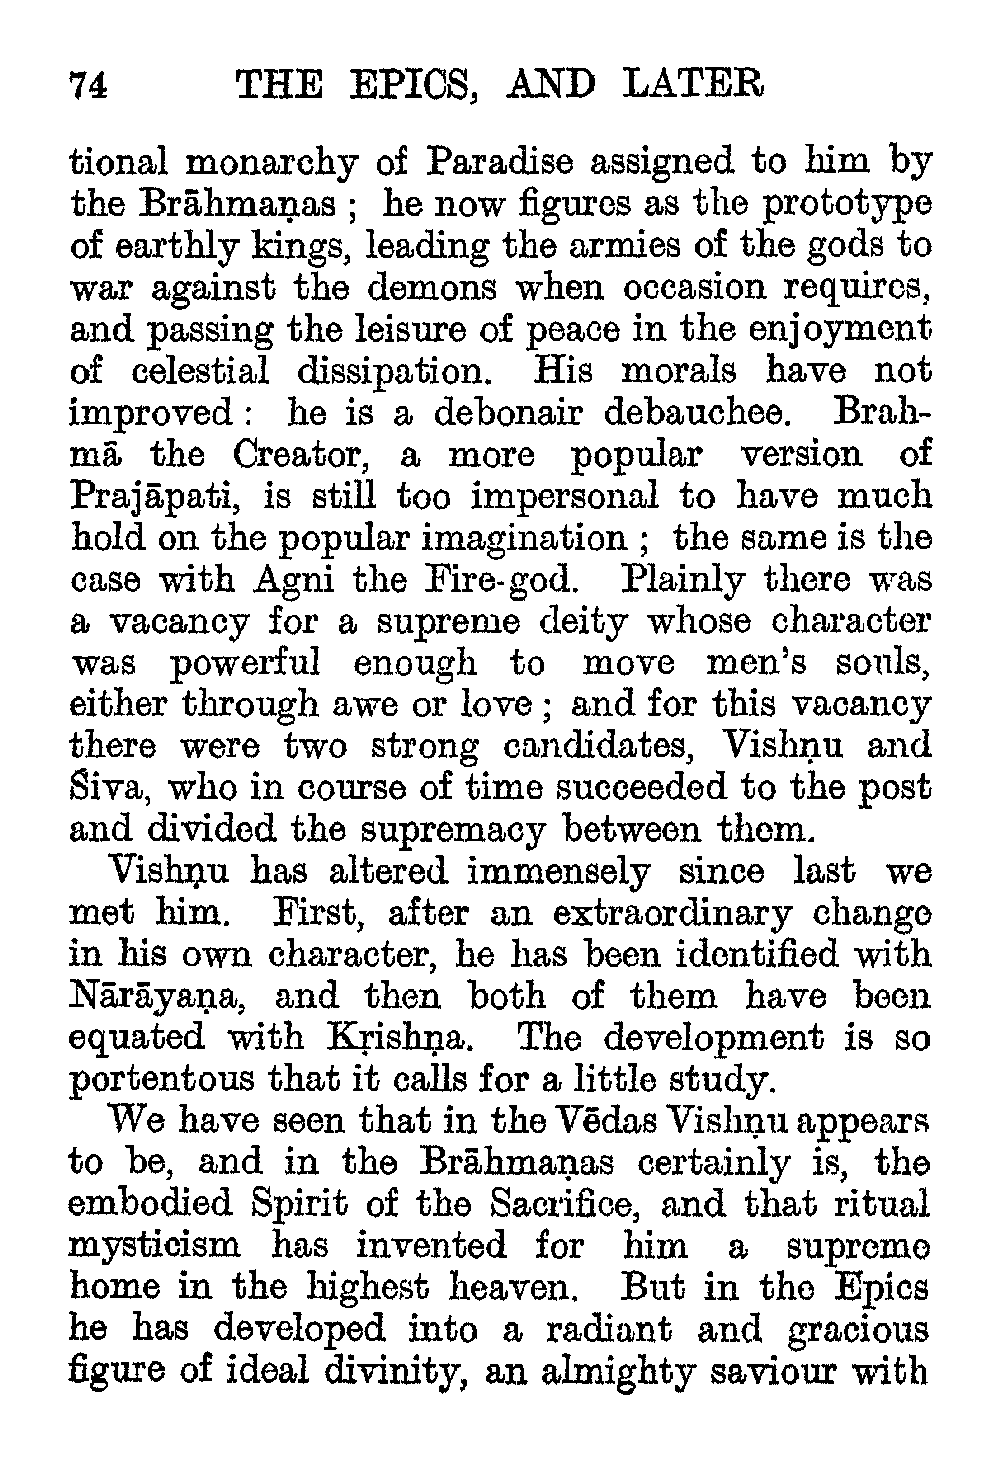 74 THE EPICS, AND LATER
tional monarchy of Paradise assigned to him by
the Brāhmaṇas ; he now figures as the prototype
of earthly kings, leading the armies of the gods to
war against the demons when occasion requires,
and passing the leisure of peace in the enjoyment
of celestial dissipation. His morals have not
improved : he is a debonair debauchee. Brah-
mā the Creator, a more popular version of
Prajāpati, is still too impersonal to have much
hold on the popular imagination ; the same is the
case with Agni the Fire-god. Plainly there was
a vacancy for a supreme deity whose character
was powerful enough to move men's souls,
either through awe or love ; and for this vacancy
there were two strong candidates, Vishṇu and
Śiva, who in course of time succeeded to the post
and divided the supremacy between them.
Vishṇu has altered immensely since last we
met him. First, after an extraordinary change
in his own character, he has been identified with
Nārāyaṇa, and then both of them have been
equated with Kṛishṇa. The development is so
portentous that it calls for a little study.
We have seen that in the Vēdas Vishṇu appears
to be, and in the Brāhmaṇas certainly is, the
embodied Spirit of the Sacrifice, and that ritual
mysticism has invented for him a supreme
home in the highest heaven. But in the Epics
he has developed into a radiant and gracious
figure of ideal divinity, an almighty saviour with